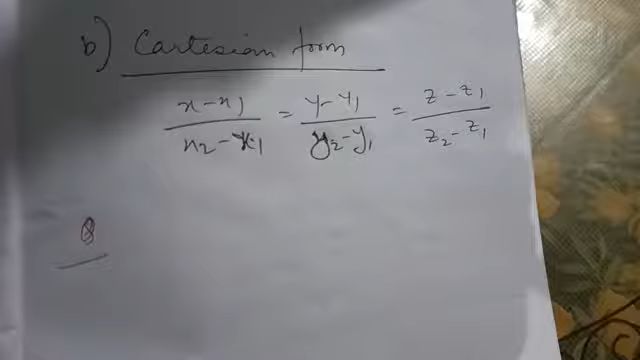 b) Cartesian form
x-x1/x2-x1 = y-y1/y2-y1 = z-z1/z2-z1
Q